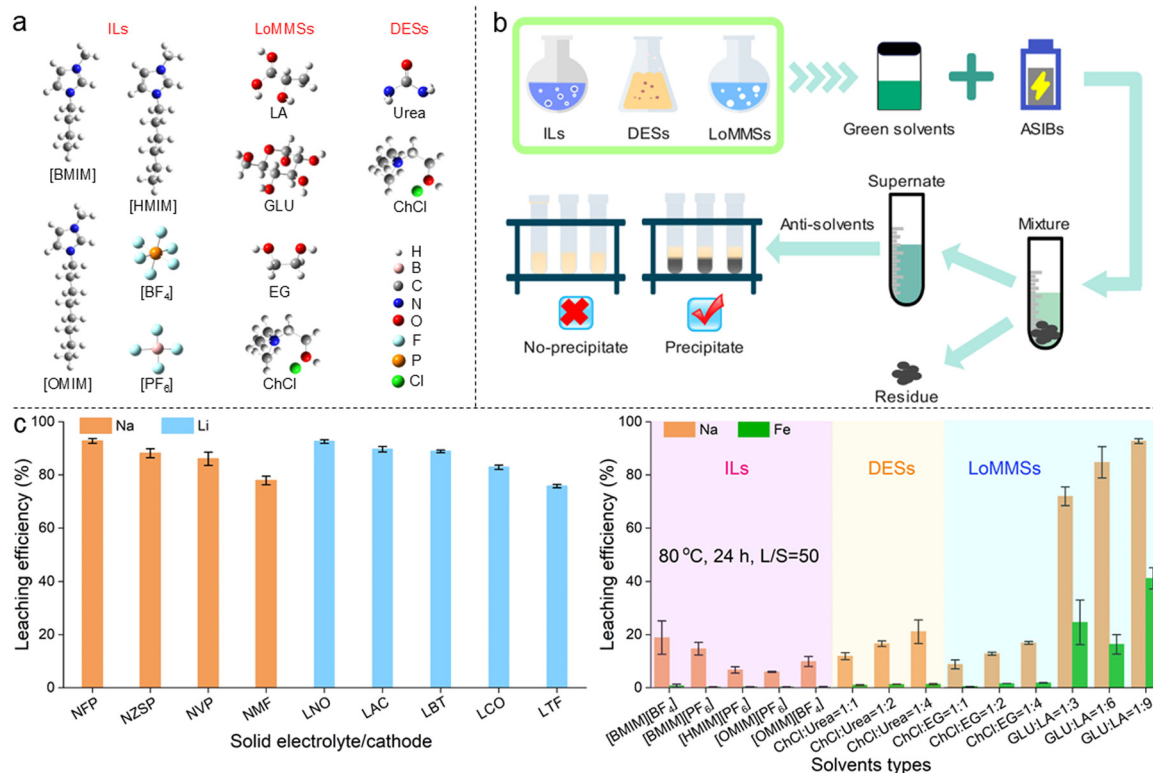 a
ILs
LoMMSs
DESs
[BMIM]
[HMIM]
LA
Urea
GLU
ChCl
[OMIM]
[BF₄]
EG
[PF₆]
ChCl
H
B
C
N
O
F
P
Cl
b
ILs
DESs
LoMMSs
Green solvents
ASIBs
Supernate
Mixture
Anti-solvents
No-precipitate
Precipitate
Residue
c
Na
Li
Leaching efficiency (%)
100
80
60
40
20
0
NFP
NZSP
NVP
NMF
LNO
LAC
LBT
LCO
LTF
Solid electrolyte/cathode
Na
Fe
ILs
DESs
LoMMSs
80 °C, 24 h, L/S=50
Leaching efficiency (%)
100
80
60
40
20
0
[BMIM][BF₄]
[BMIM][PF₆]
[HMIM][PF₆]
[OMIM][PF₆]
[OMIM][BF₄]
ChCl:Urea=1:1
ChCl:Urea=1:2
ChCl:Urea=1:4
ChCl:EG=1:1
ChCl:EG=1:2
ChCl:EG=1:4
GLU:LA=1:3
GLU:LA=1:6
GLU:LA=1:9
Solvents types